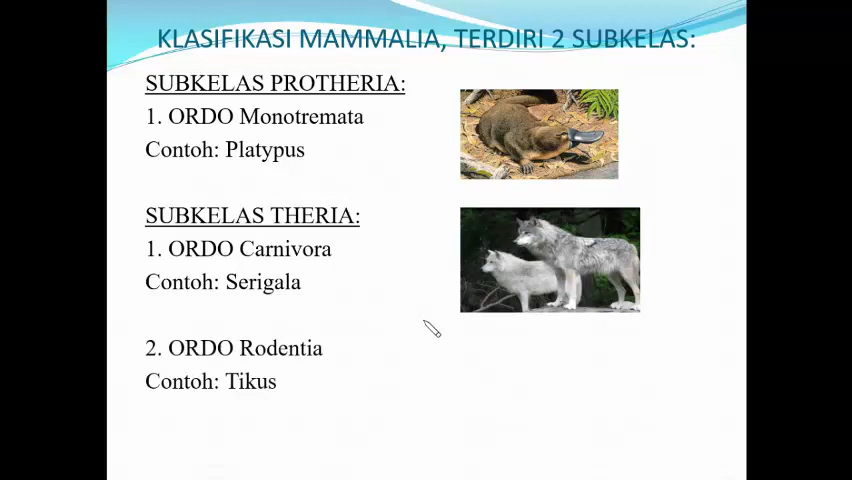 KLASIFIKASI MAMMALIA, TERDIRI 2 SUBKELAS:
SUBKELAS PROTHERIA:
1. ORDO Monotremata
Contoh: Platypus
SUBKELAS THERIA:
1. ORDO Carnivora
Contoh: Serigala
2. ORDO Rodentia
Contoh: Tikus